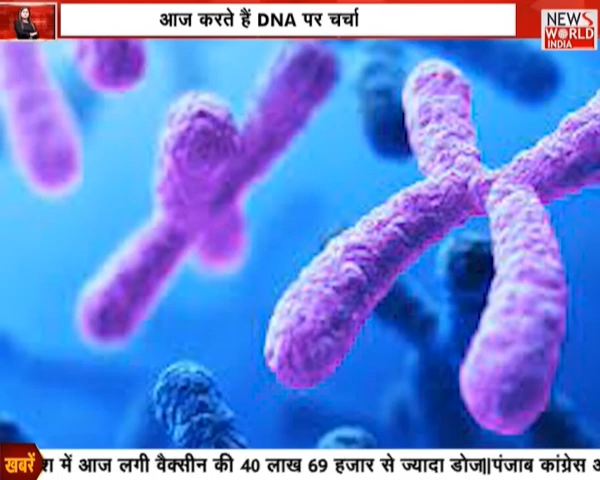 आज करते हैं DNA पर चर्चा
NEWS
WORLD
INDIA
खबरें
श में आज लगी वैक्सीन की 40 लाख 69 हजार से ज्यादा डोज||पंजाब कांग्रेस अ